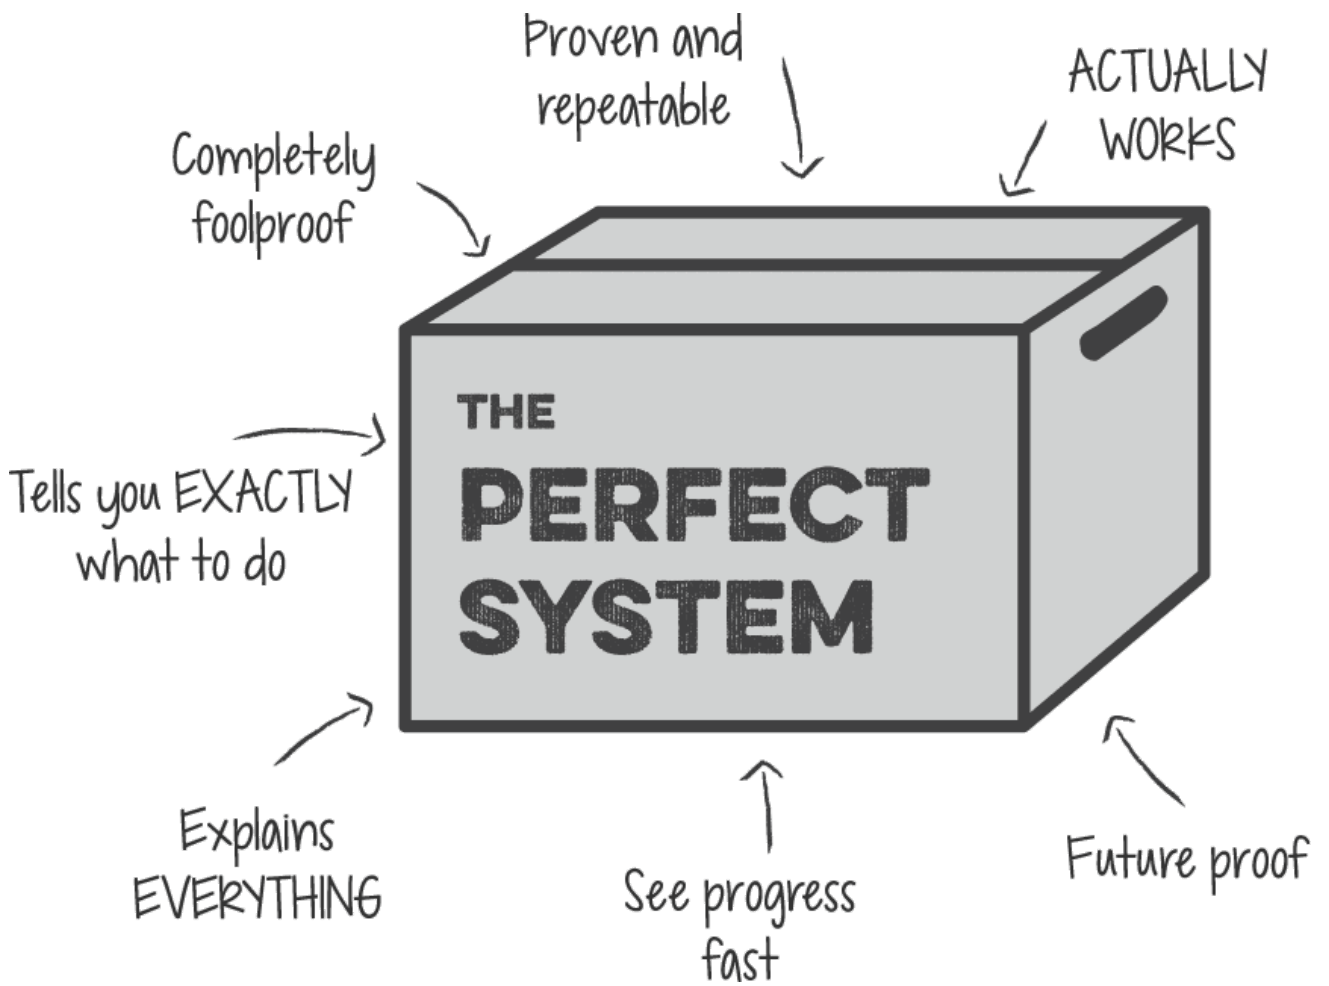 Proven and
repeatable
ACTUALLY
WORKS
Completely
foolproof
THE
PERFECT
SYSTEM
Tells you EXACTLY
what to do
Explains
EVERYTHING
See progress
fast
Future proof